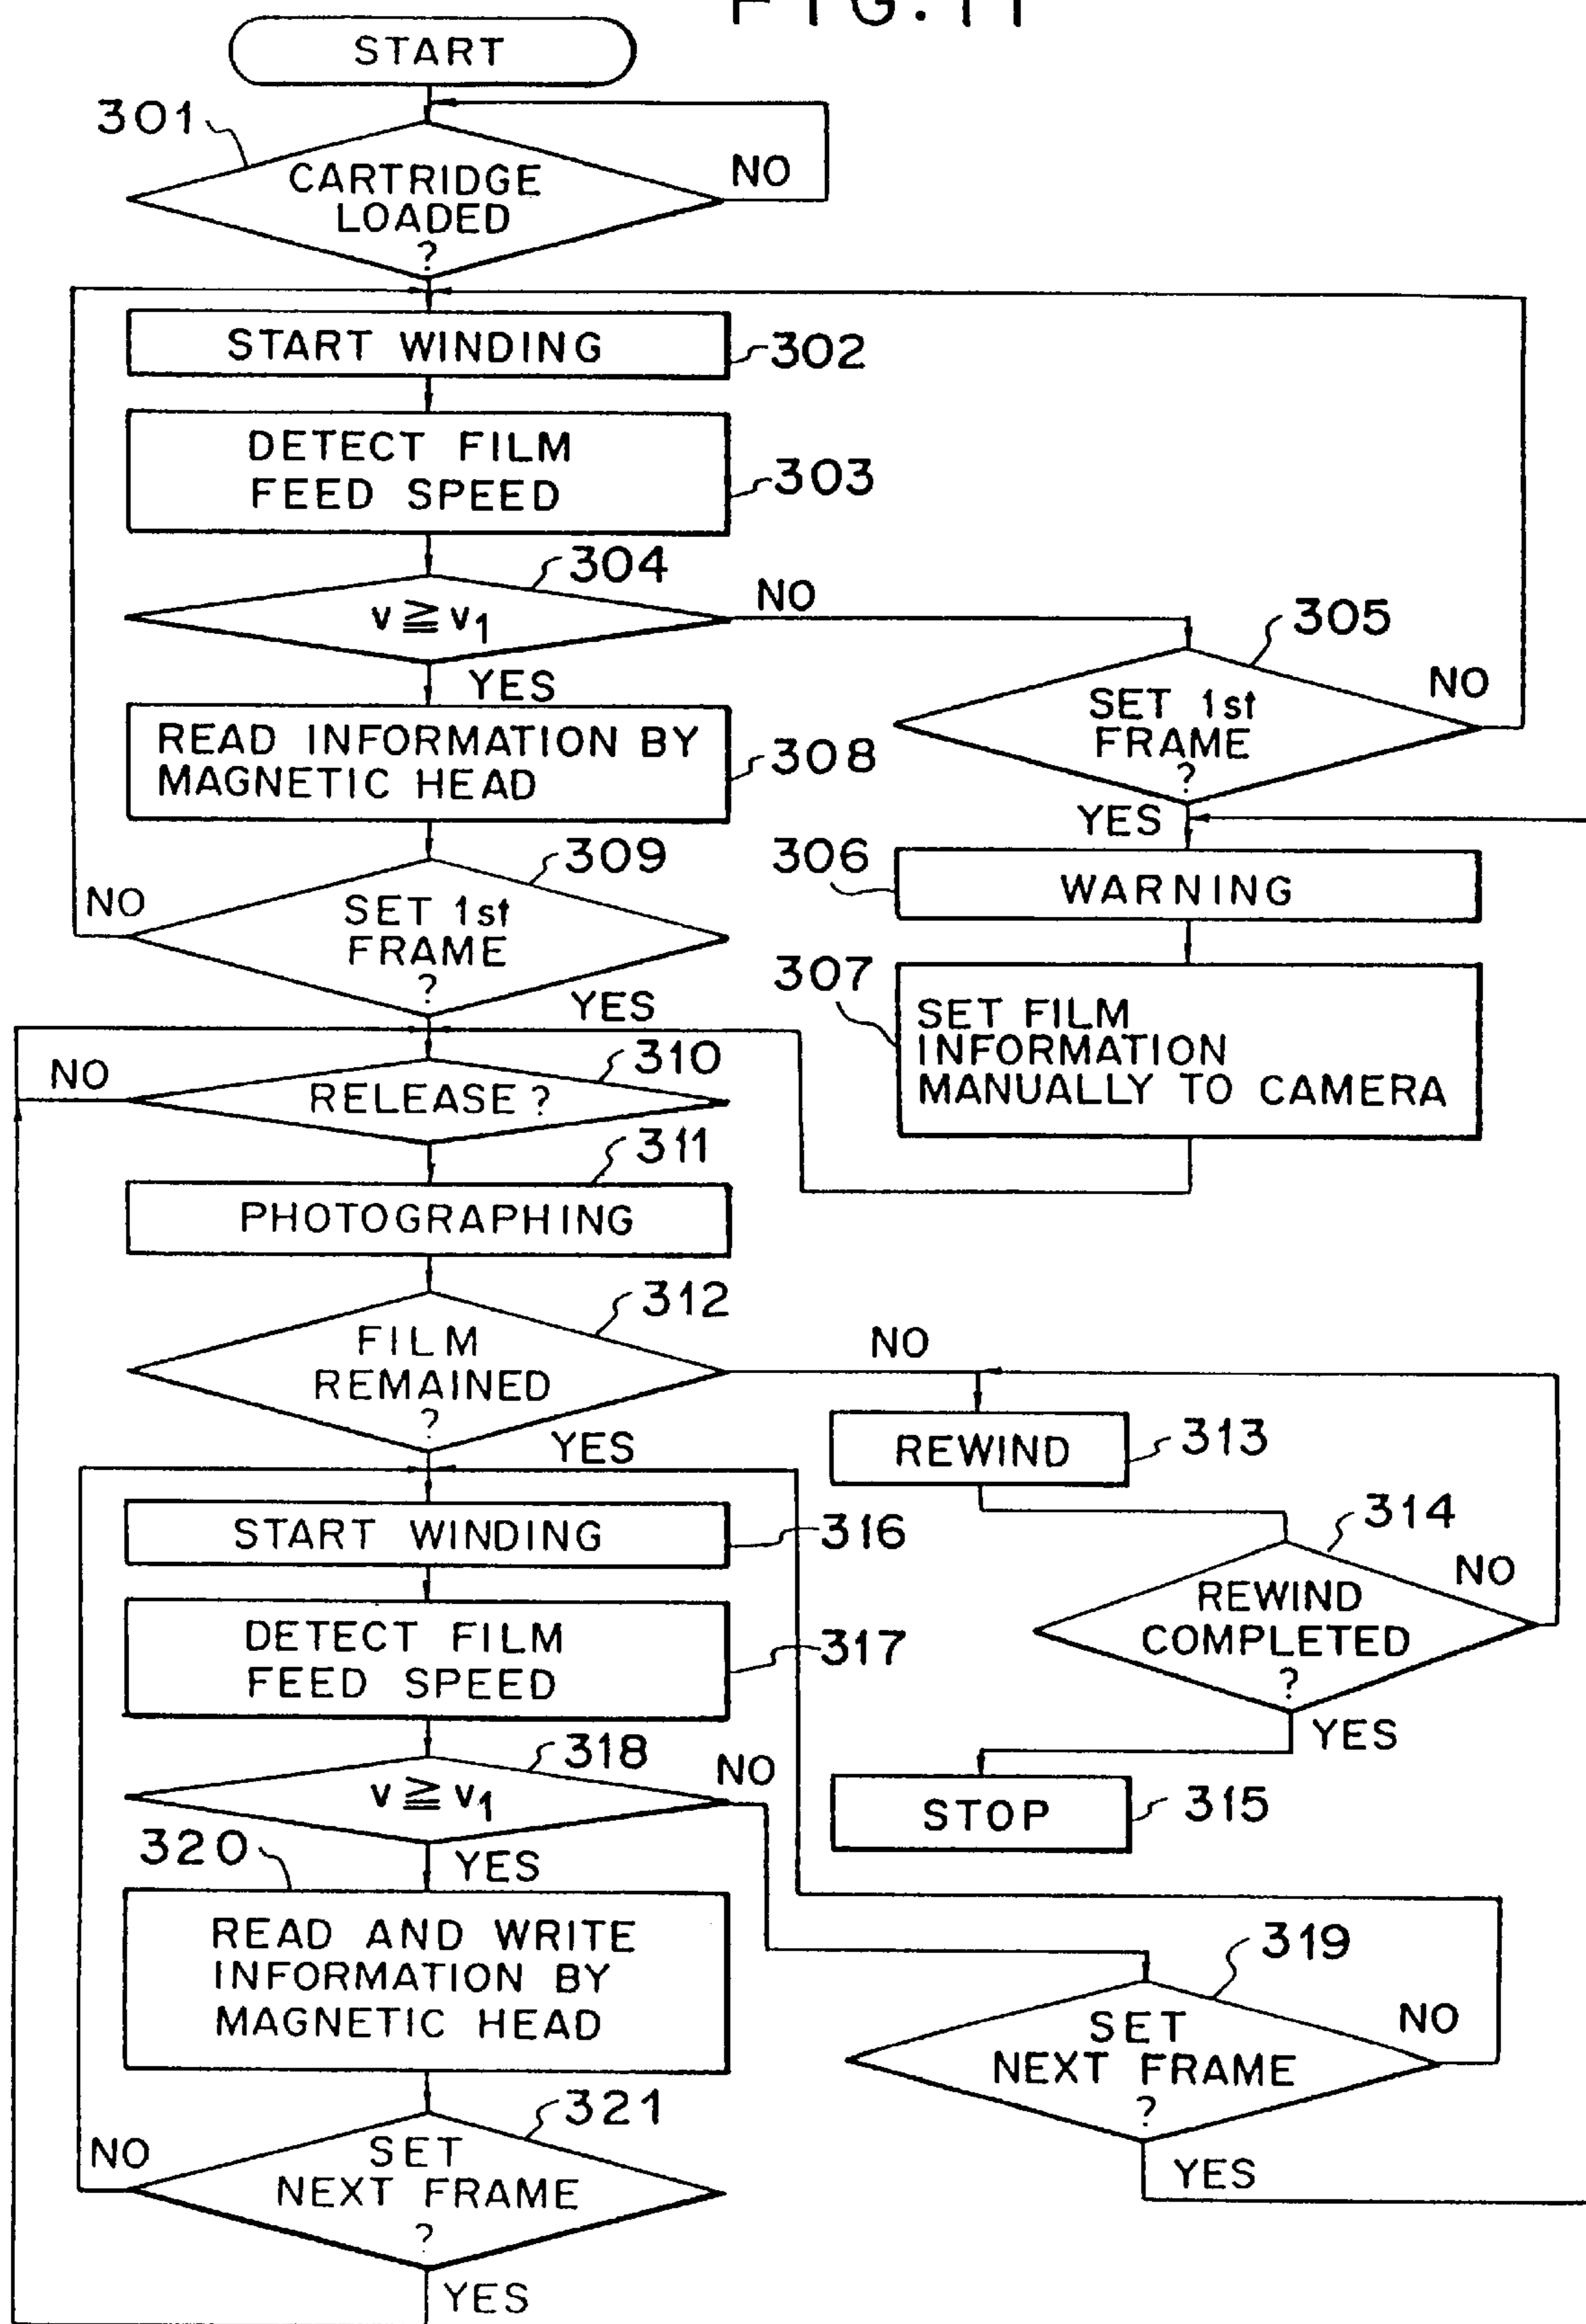 FIG. 11
START
301
CARTRIDGE
LOADED
?
NO
START WINDING
302
DETECT FILM
FEED SPEED
303
304
v ≧ v1
NO
YES
305
SET 1st
FRAME
?
NO
YES
READ INFORMATION BY
MAGNETIC HEAD
308
306
WARNING
309
SET 1st
FRAME
?
NO
YES
307
SET FILM
INFORMATION
MANUALLY TO CAMERA
310
RELEASE ?
NO
311
PHOTOGRAPHING
312
FILM
REMAINED
?
NO
YES
REWIND
313
314
REWIND
COMPLETED
?
NO
YES
STOP
315
START WINDING
316
DETECT FILM
FEED SPEED
317
318
v ≧ v1
NO
YES
320
READ AND WRITE
INFORMATION BY
MAGNETIC HEAD
319
SET
NEXT FRAME
?
NO
YES
321
SET
NEXT FRAME
?
NO
YES